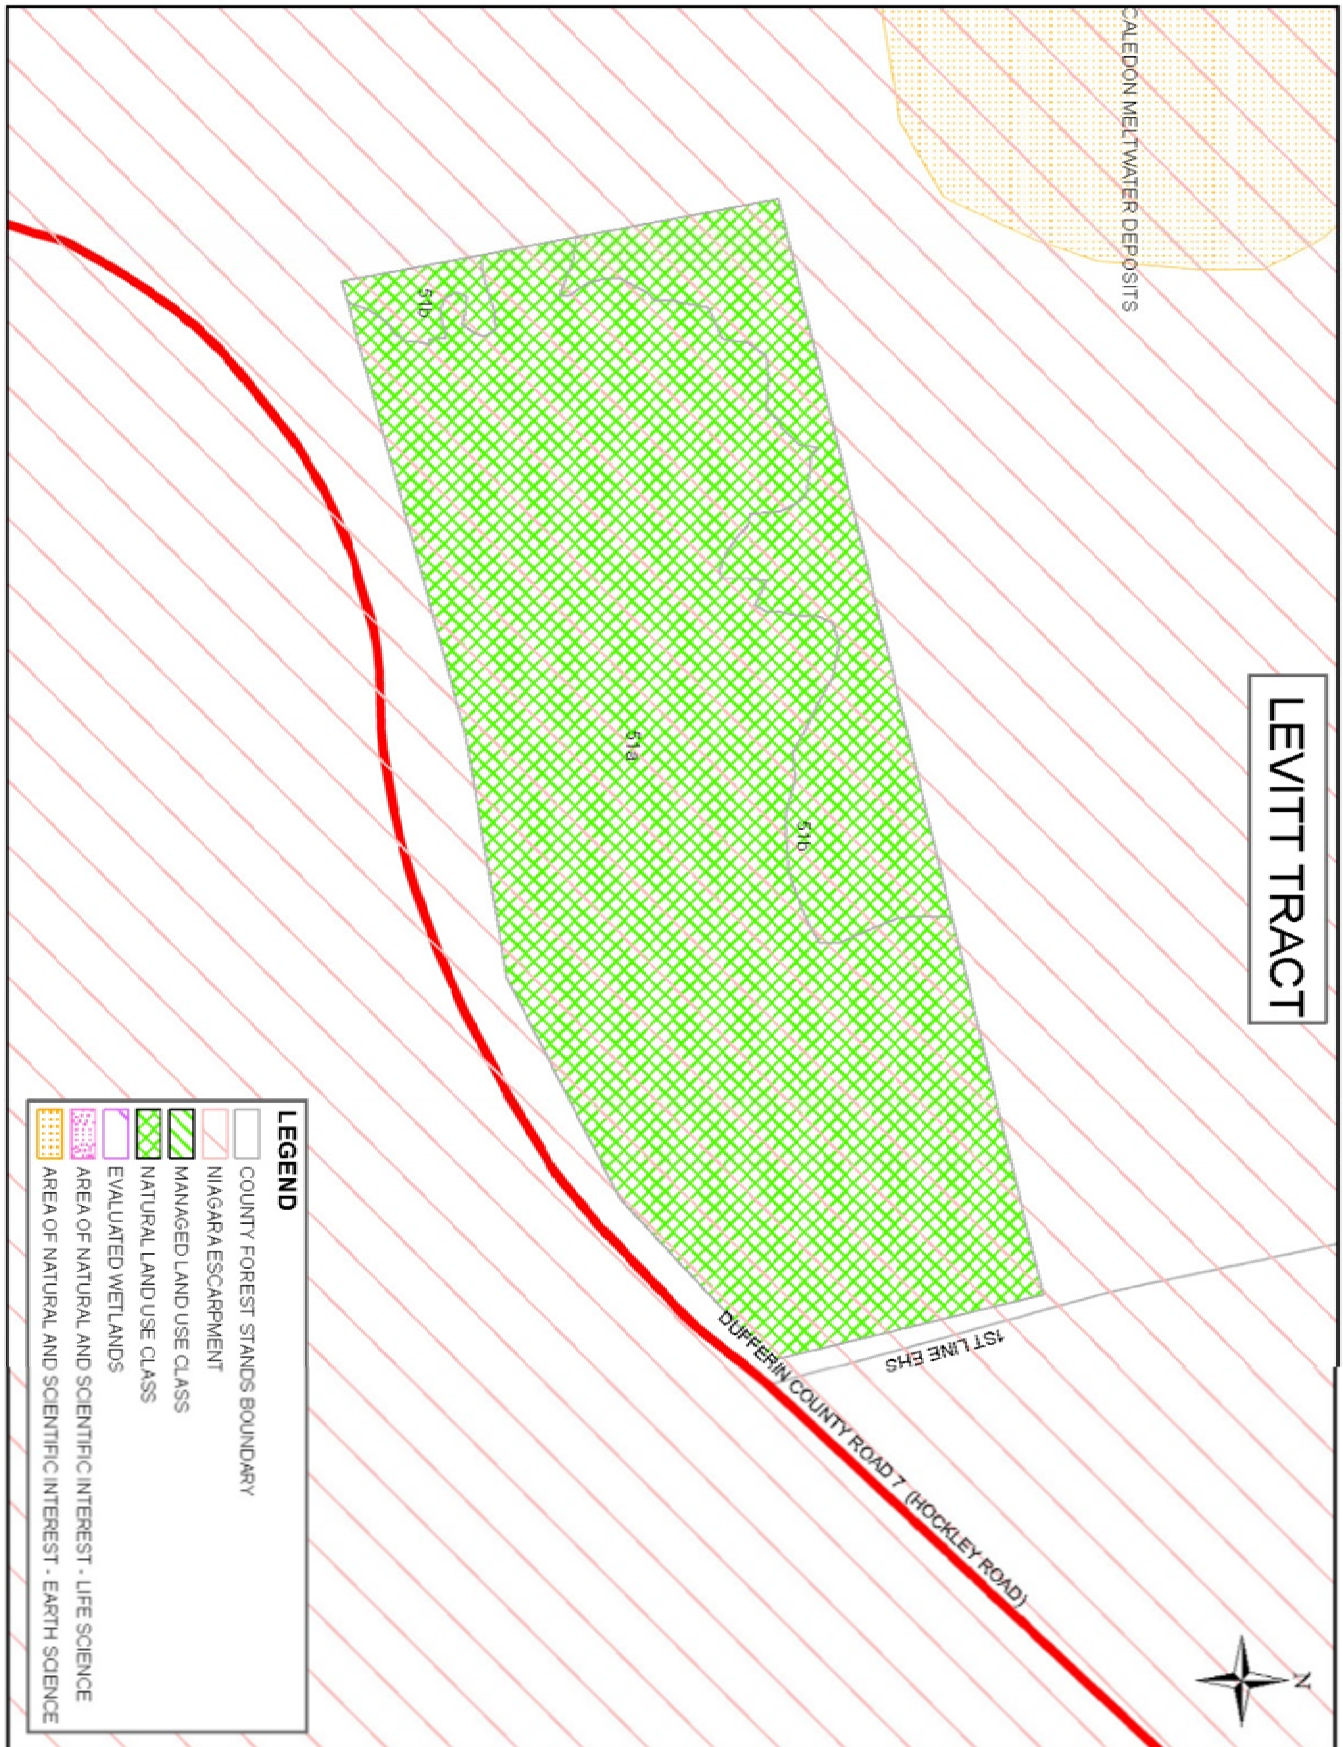 LEVITT TRACT
CALEDON MELTWATER DEPOSITS
N
51b
51a
51b
1ST LINE EHS
DUFFERIN COUNTY ROAD 7 (HOCKLEY ROAD)
LEGEND
COUNTY FOREST STANDS BOUNDARY
NIAGARA ESCARPMENT
MANAGED LAND USE CLASS
NATURAL LAND USE CLASS
EVALUATED WETLANDS
AREA OF NATURAL AND SCIENTIFIC INTEREST - LIFE SCIENCE
AREA OF NATURAL AND SCIENTIFIC INTEREST - EARTH SCIENCE